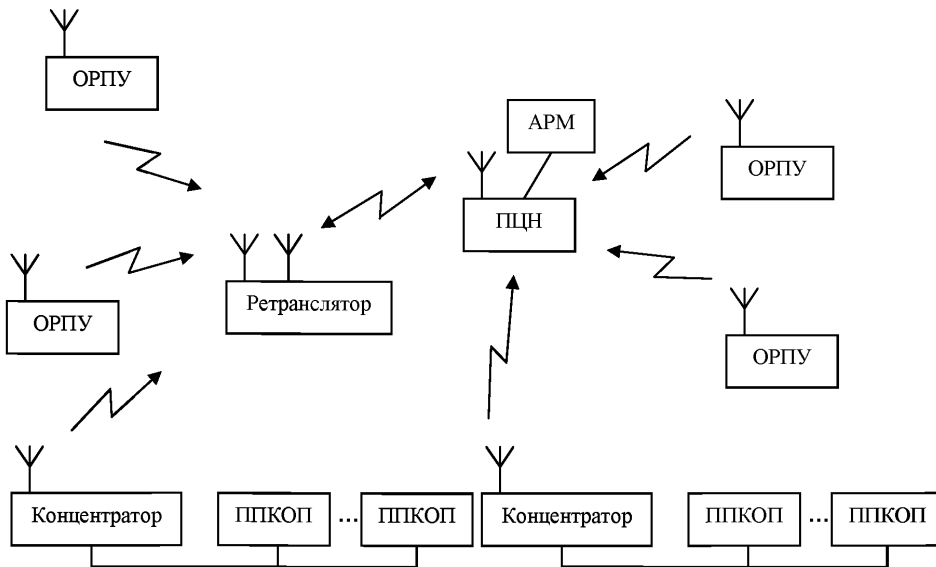 ОРПУ
АРМ
ОРПУ
ПЦН
Ретранслятор
ОРПУ
ОРПУ
Концентратор ППКОП ... ППКОП Концентратор ППКОП ... ППКОП